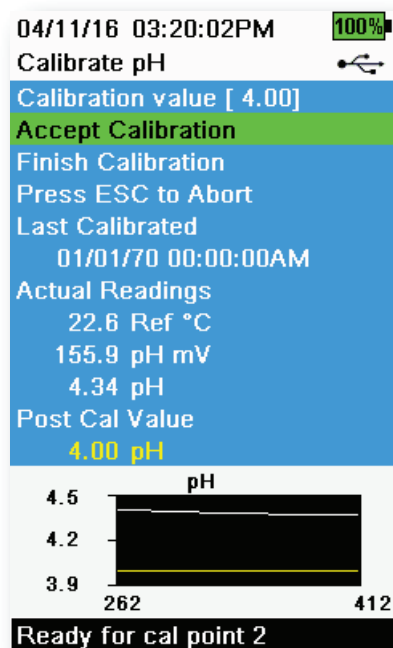 04/11/16 03:20:02PM 100%
Calibrate pH
Calibration value [ 4.00]
Accept Calibration
Finish Calibration
Press ESC to Abort
Last Calibrated
01/01/70 00:00:00AM
Actual Readings
22.6 Ref °C
155.9 pH mV
4.34 pH
Post Cal Value
4.00 pH
pH
4.5
4.2
3.9
262 412
Ready for cal point 2